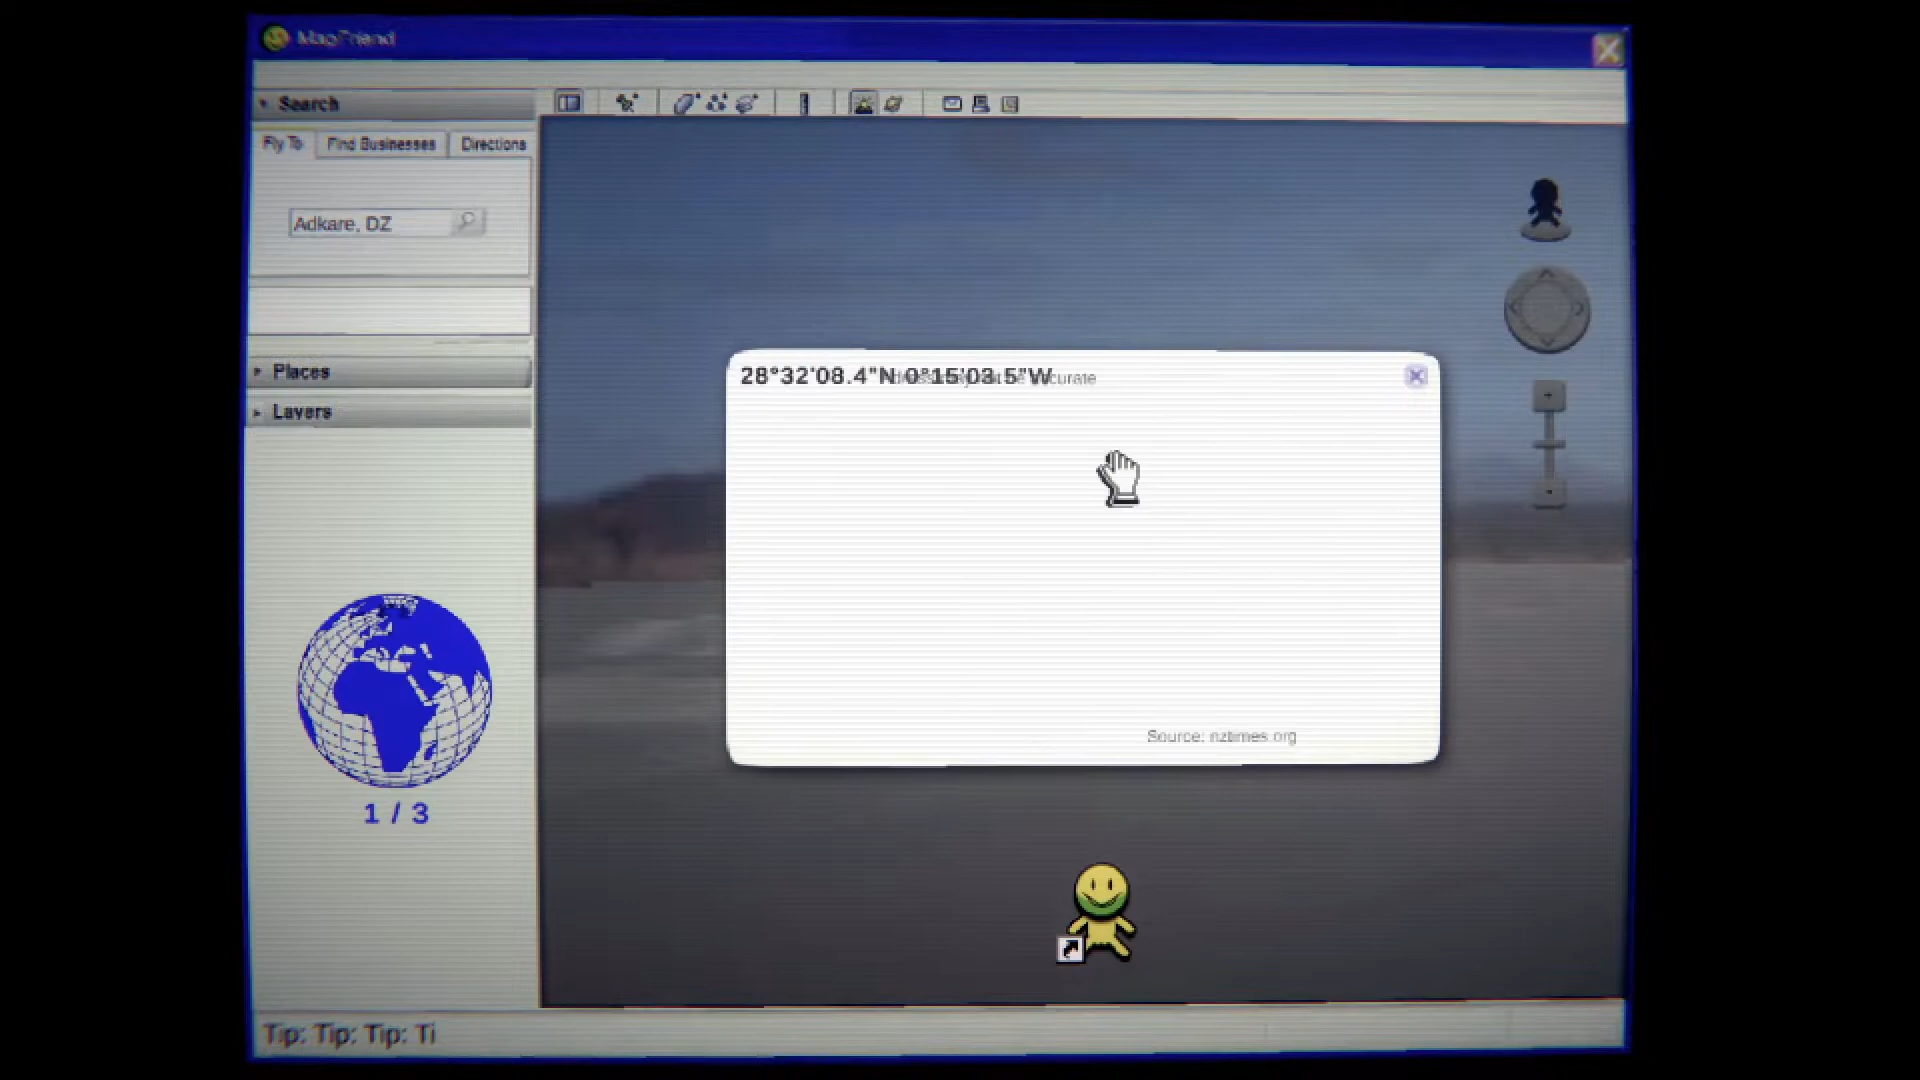 MapFriend
Search
Fly To
Find Businesses
Directions
Adkare, DZ
28°32'08.4"N 0°15'03.5"W
Places
Layers
Source: nztimes.org
1 / 3
Tip: Tip: Tip: Ti